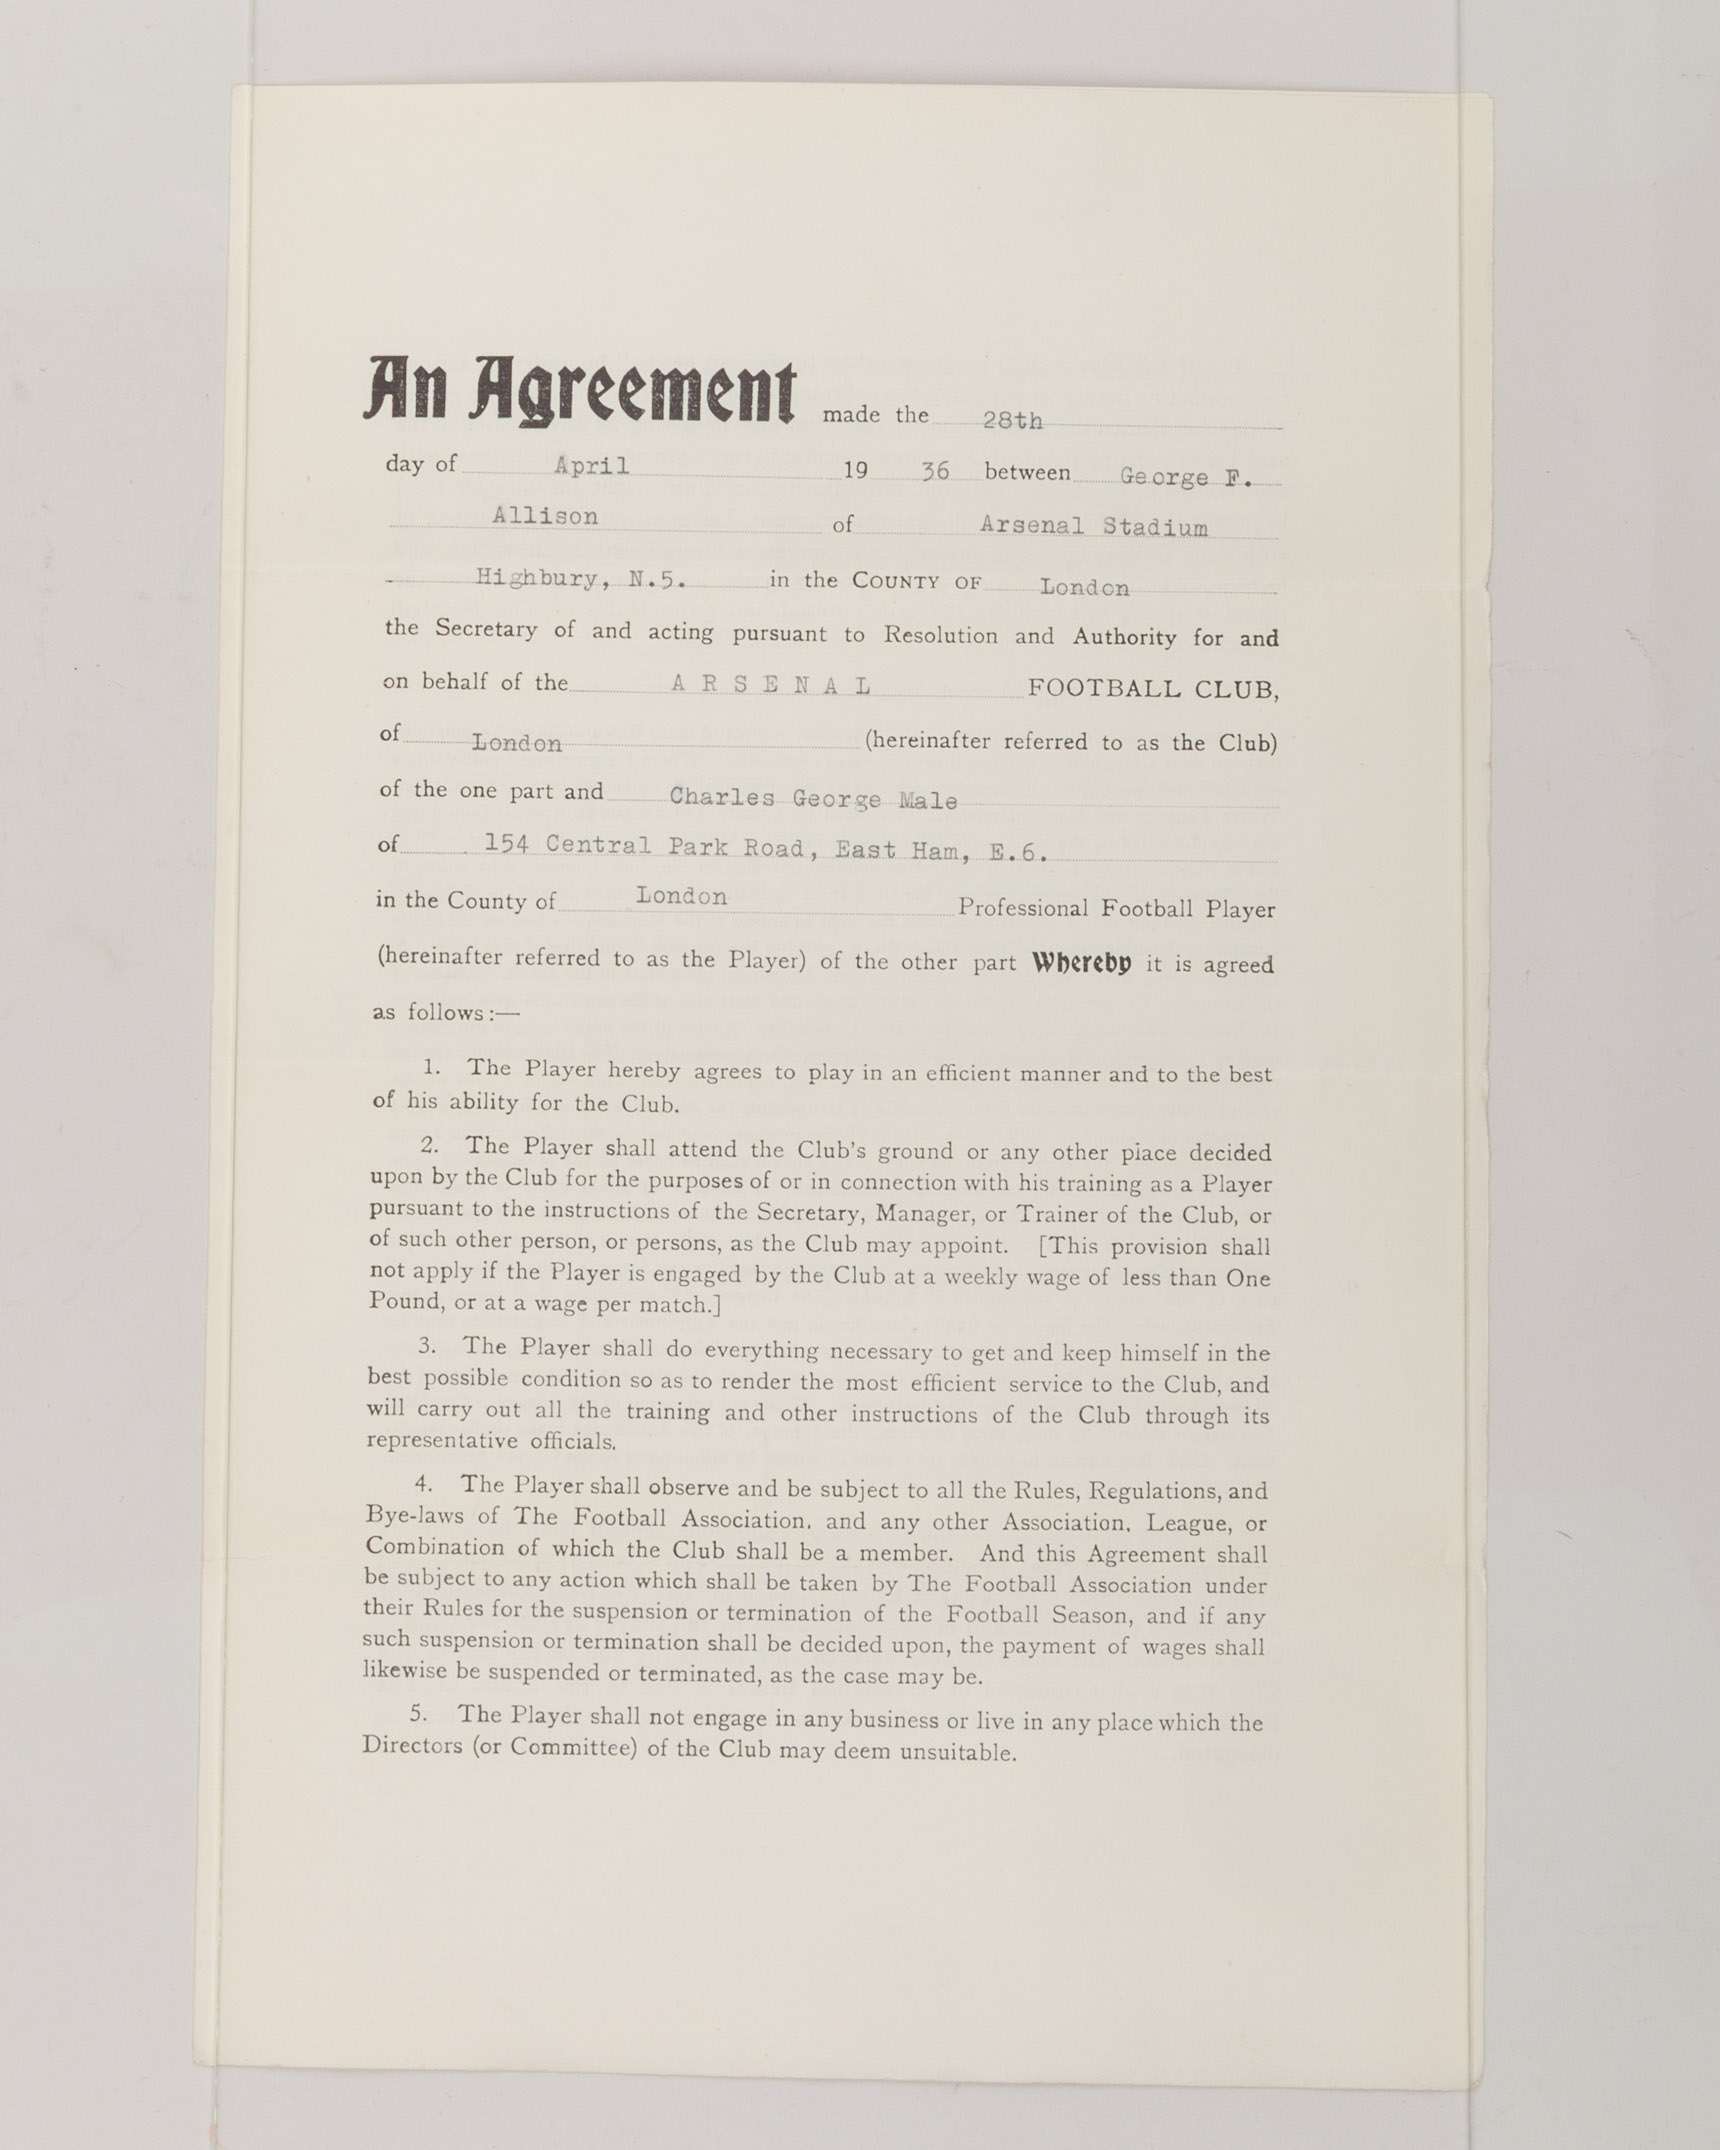 An Agreement made the 28th
day of April 19 36 between George F.
Allison of Arsenal Stadium
Highbury, N.5. in the COUNTY OF London
the Secretary of and acting pursuant to Resolution and Authority for and
on behalf of the A R S E N A L FOOTBALL CLUB,
of London (hereinafter referred to as the Club)
of the one part and Charles George Male
of 154 Central Park Road, East Ham, E.6.
in the County of London Professional Football Player
(hereinafter referred to as the Player) of the other part Whereby it is agreed
as follows:—
1. The Player hereby agrees to play in an efficient manner and to the best
of his ability for the Club.
2. The Player shall attend the Club's ground or any other place decided
upon by the Club for the purposes of or in connection with his training as a Player
pursuant to the instructions of the Secretary, Manager, or Trainer of the Club, or
of such other person, or persons, as the Club may appoint. [This provision shall
not apply if the Player is engaged by the Club at a weekly wage of less than One
Pound, or at a wage per match.]
3. The Player shall do everything necessary to get and keep himself in the
best possible condition so as to render the most efficient service to the Club, and
will carry out all the training and other instructions of the Club through its
representative officials.
4. The Player shall observe and be subject to all the Rules, Regulations, and
Bye-laws of The Football Association, and any other Association, League, or
Combination of which the Club shall be a member. And this Agreement shall
be subject to any action which shall be taken by The Football Association under
their Rules for the suspension or termination of the Football Season, and if any
such suspension or termination shall be decided upon, the payment of wages shall
likewise be suspended or terminated, as the case may be.
5. The Player shall not engage in any business or live in any place which the
Directors (or Committee) of the Club may deem unsuitable.